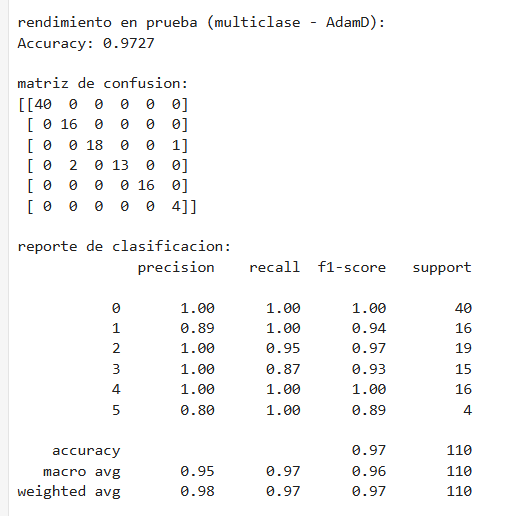 rendimiento en prueba (multiclase - AdamD):
Accuracy: 0.9727
matriz de confusion:
[[40  0  0  0  0  0]
 [ 0 16  0  0  0  0]
 [ 0  0 18  0  0  1]
 [ 0  2  0 13  0  0]
 [ 0  0  0  0 16  0]
 [ 0  0  0  0  0  4]]
reporte de clasificacion:
              precision    recall  f1-score   support
           0       1.00      1.00      1.00        40
           1       0.89      1.00      0.94        16
           2       1.00      0.95      0.97        19
           3       1.00      0.87      0.93        15
           4       1.00      1.00      1.00        16
           5       0.80      1.00      0.89         4
    accuracy                           0.97       110
   macro avg       0.95      0.97      0.96       110
weighted avg       0.98      0.97      0.97       110